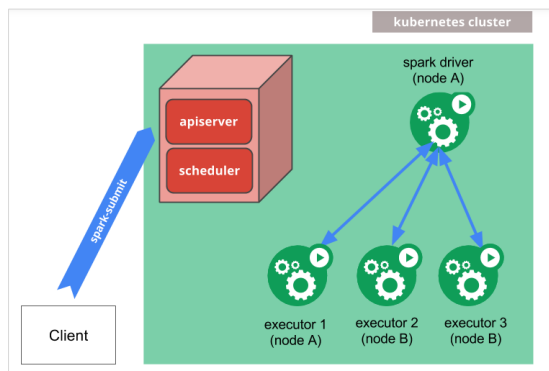 kubernetes cluster
spark driver
(node A)
apiserver
scheduler
spark-submit
Client
executor 1
(node A)
executor 2
(node B)
executor 3
(node B)